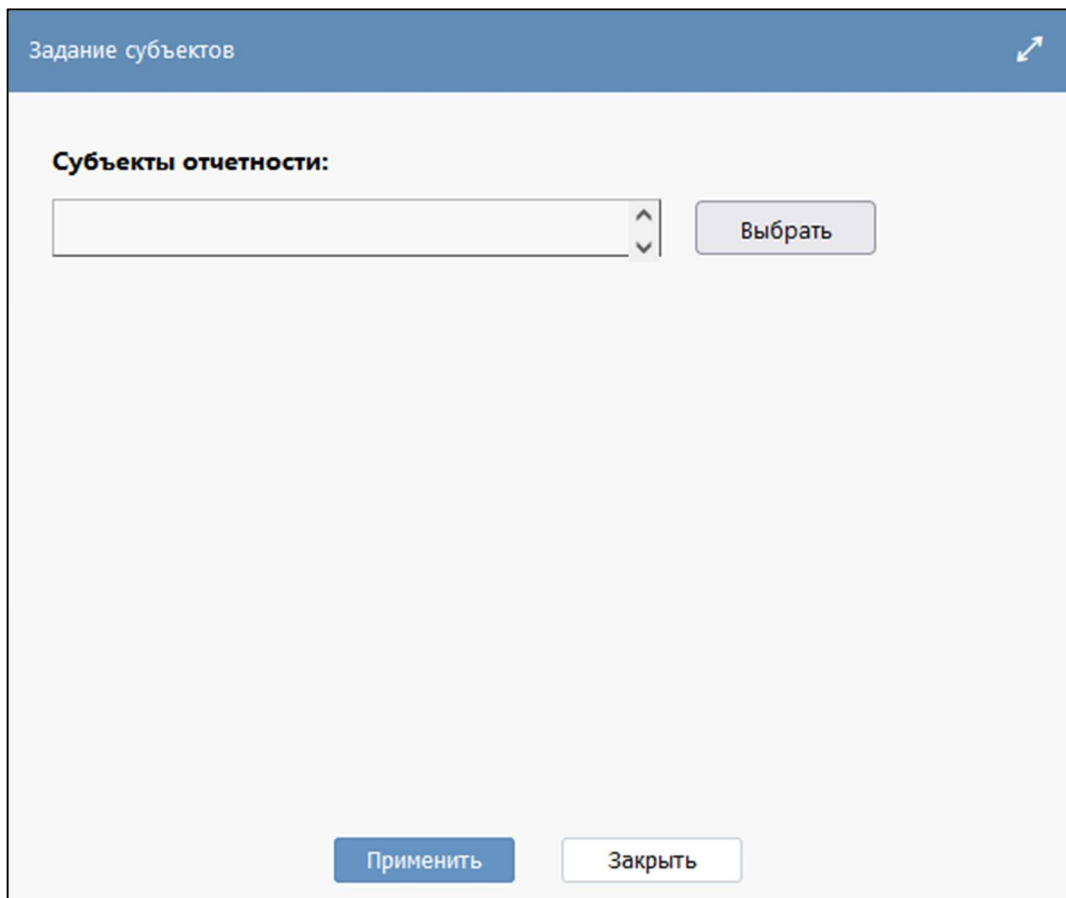 Задание субъектов
Субъекты отчетности:
Выбрать
Применить Закрыть